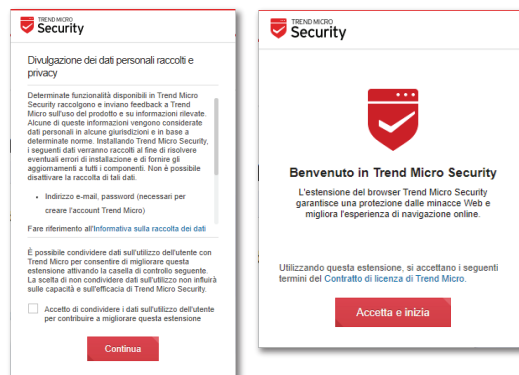 TREND MICRO
Security
Divulgazione dei dati personali raccolti e
privacy
Determinate funzionalità disponibili in Trend Micro
Security raccolgono e inviano feedback a Trend
Micro sull'uso del prodotto e su informazioni rilevate.
Alcune di queste informazioni vengono considerate
dati personali in alcune giurisdizioni e in base a
determinate norme. Installando Trend Micro Security,
i seguenti dati verranno raccolti al fine di risolvere
eventuali errori di installazione e di fornire gli
aggiornamenti a tutti i componenti. Non è possibile
disattivare la raccolta di tali dati.
• Indirizzo e-mail, password (necessari per
creare l'account Trend Micro)
Fare riferimento all'Informativa sulla raccolta dei dati
È possibile condividere dati sull'utilizzo dell'utente con
Trend Micro per consentire di migliorare questa
estensione attivando la casella di controllo seguente.
La scelta di non condividere dati sull'utilizzo non influirà
sulle capacità e sull'efficacia di Trend Micro Security.
Accetto di condividere i dati sull'utilizzo dell'utente
per contribuire a migliorare questa estensione
Continua
TREND MICRO
Security
Benvenuto in Trend Micro Security
L'estensione del browser Trend Micro Security
garantisce una protezione dalle minacce Web e
migliora l'esperienza di navigazione online.
Utilizzando questa estensione, si accettano i seguenti
termini del Contratto di licenza di Trend Micro.
Accetta e inizia